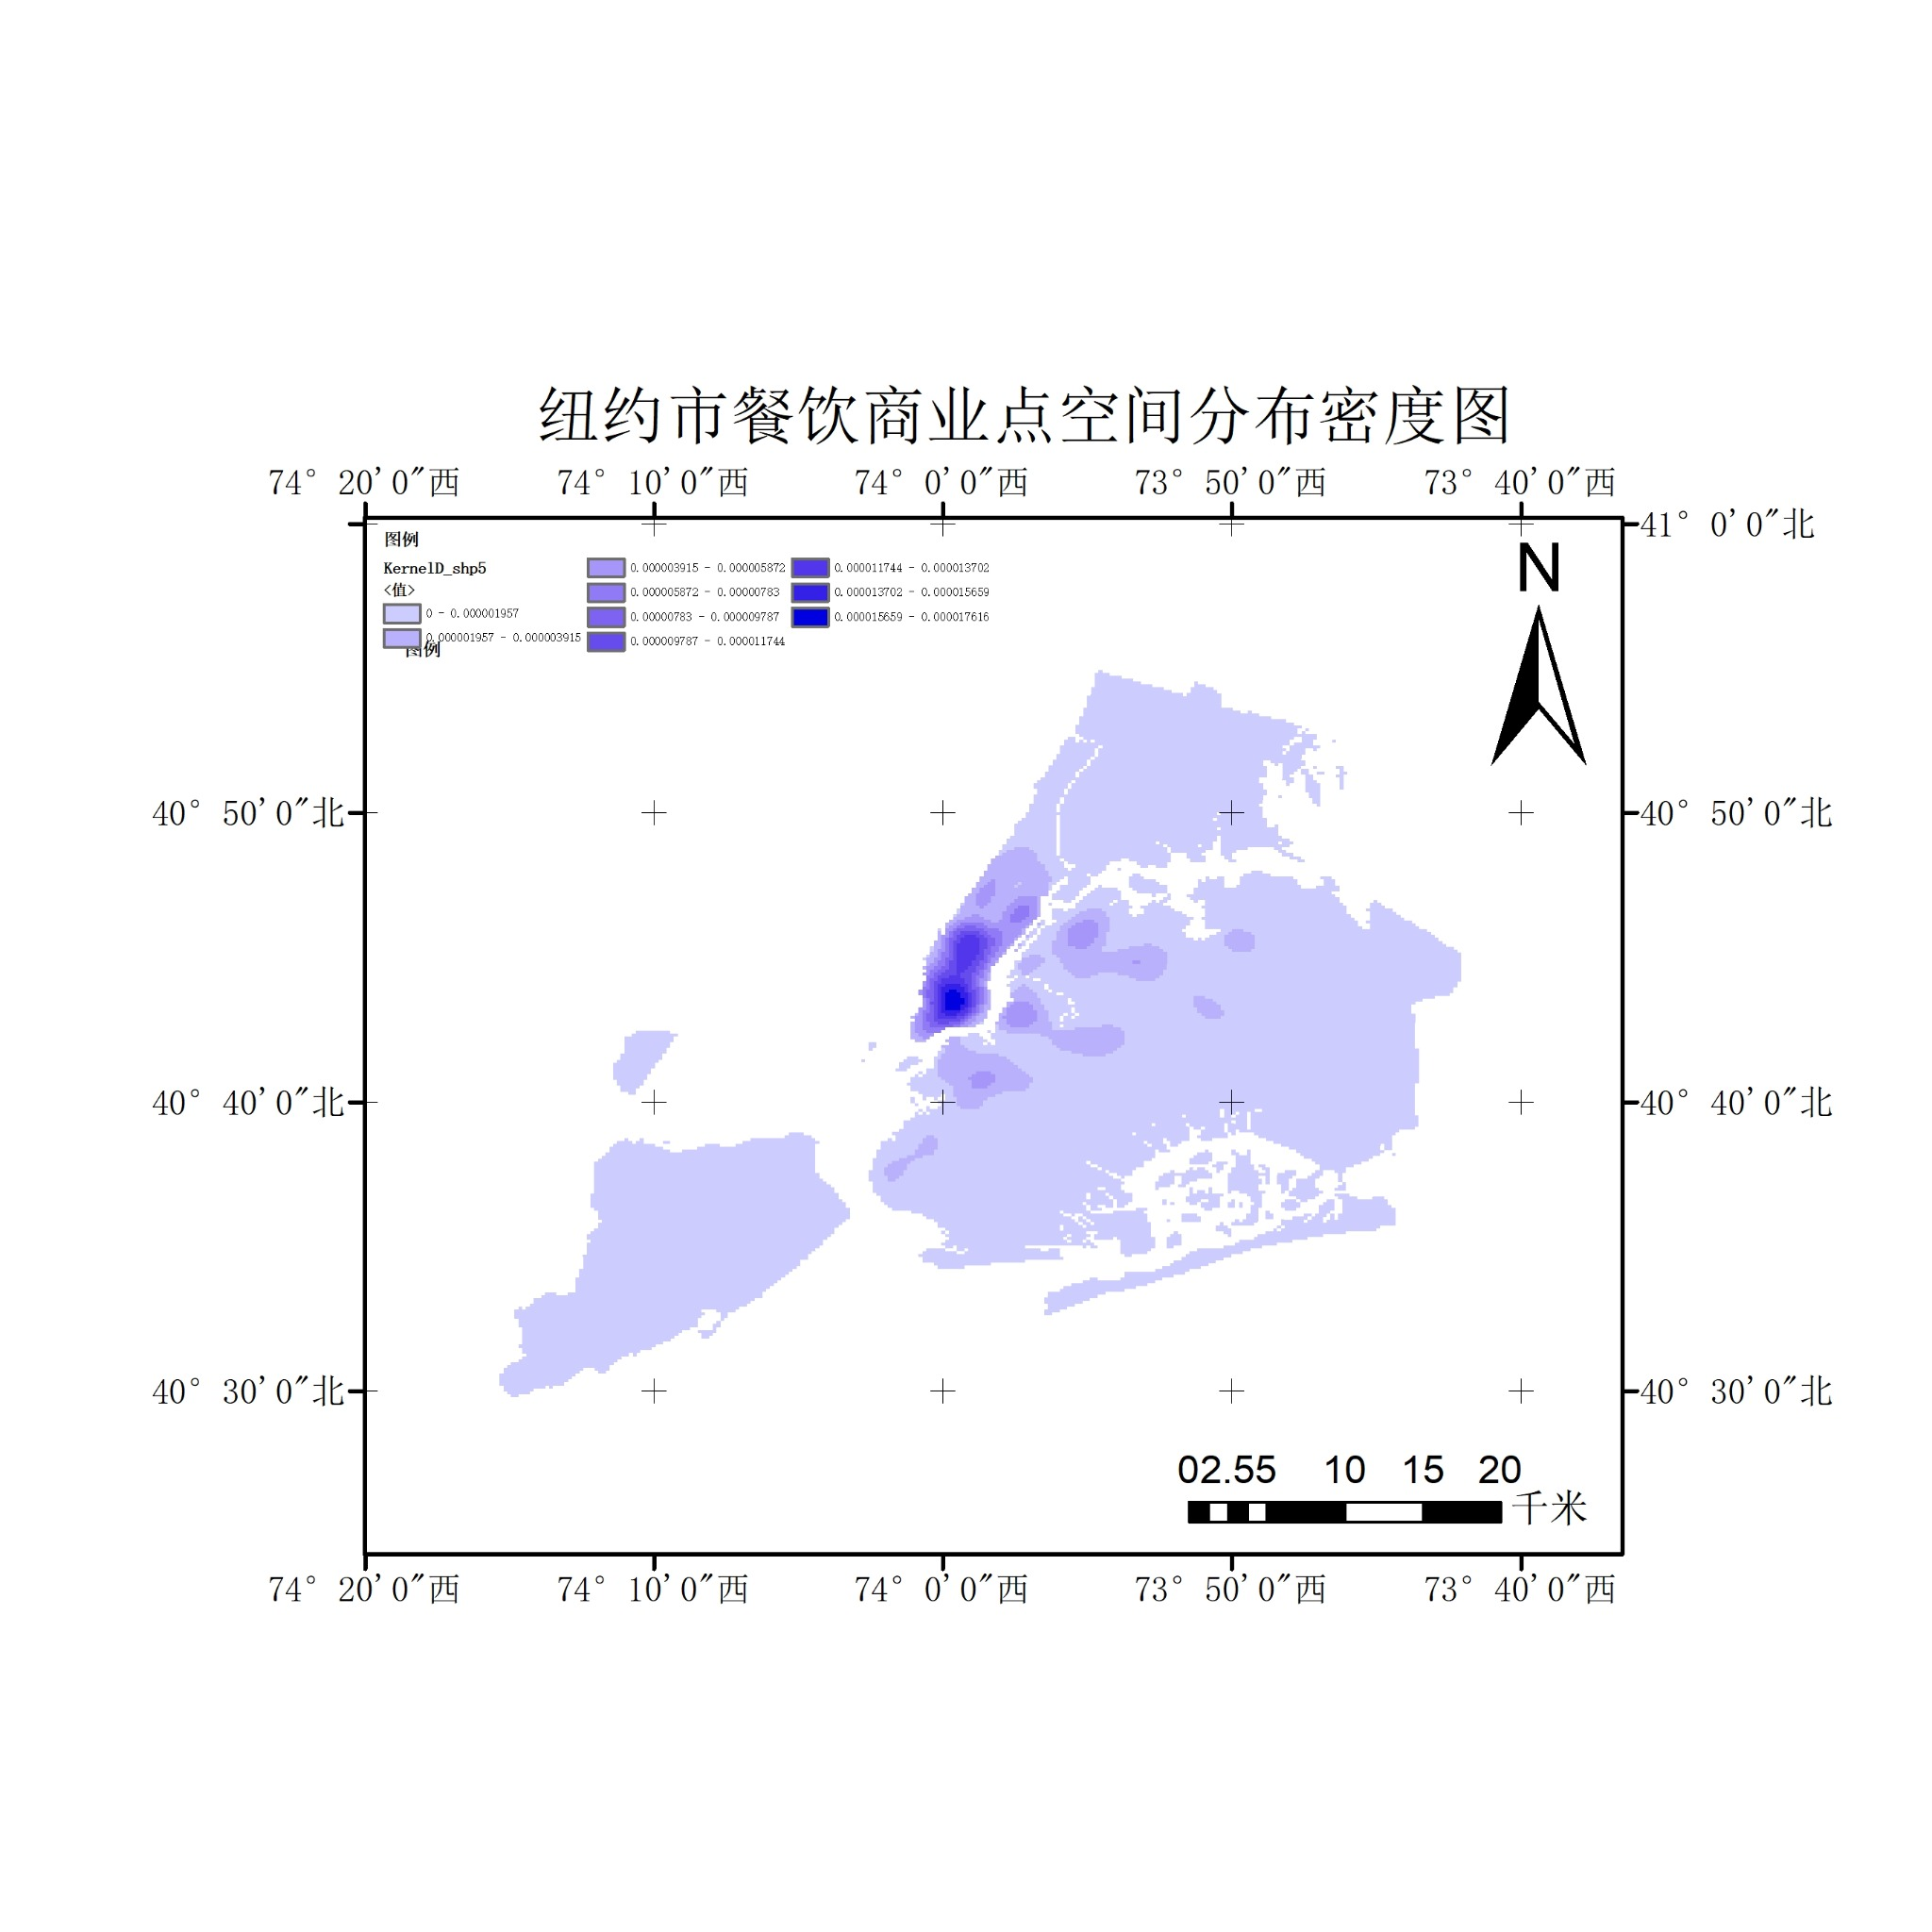 纽约市餐饮商业点空间分布密度图
74° 20′0″西 74° 10′0″西 74° 0′0″西 73° 50′0″西 73° 40′0″西
41° 0′0″北
图例
KernelD_shp5
<值>
0 - 0.000001957
0.000001957 - 0.000003915
图例
0.000003915 - 0.000005872
0.000005872 - 0.00000783
0.00000783 - 0.000009787
0.000009787 - 0.000011744
0.000011744 - 0.000013702
0.000013702 - 0.000015659
0.000015659 - 0.000017616
N
40° 50′0″北 40° 50′0″北
40° 40′0″北 40° 40′0″北
40° 30′0″北 40° 30′0″北
02.55 10 15 20
千米
74° 20′0″西 74° 10′0″西 74° 0′0″西 73° 50′0″西 73° 40′0″西